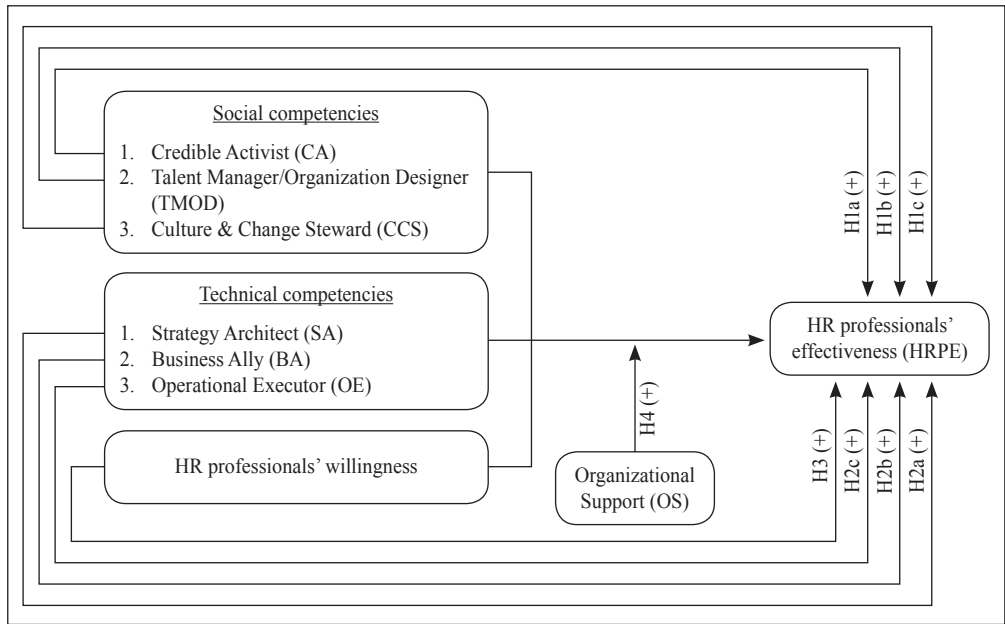 Social competencies
1. Credible Activist (CA)
2. Talent Manager/Organization Designer
(TMOD)
3. Culture & Change Steward (CCS)
Technical competencies
1. Strategy Architect (SA)
2. Business Ally (BA)
3. Operational Executor (OE)
HR professionals’ willingness
Organizational
Support (OS)
H4 (+)
H1a (+)
H1b (+)
H1c (+)
HR professionals’
effectiveness (HRPE)
H3 (+)
H2c (+)
H2b (+)
H2a (+)